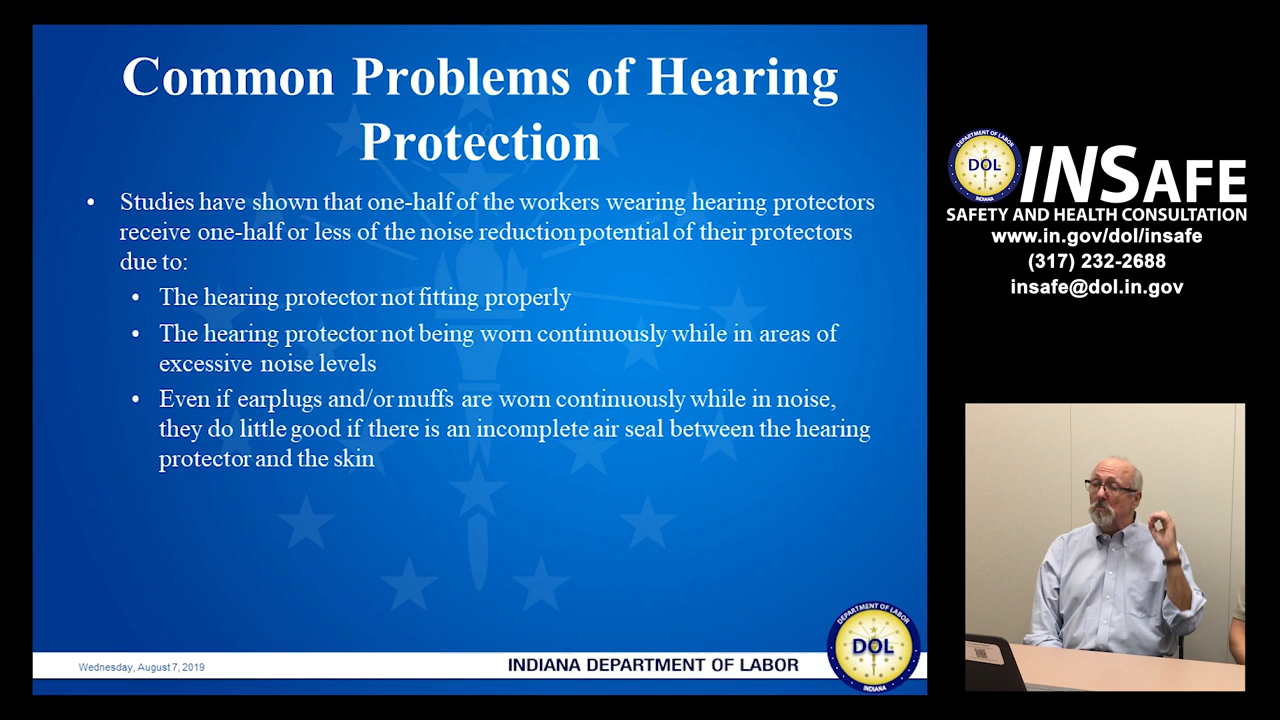 Common Problems of Hearing
Protection
• Studies have shown that one-half of the workers wearing hearing protectors
receive one-half or less of the noise reduction potential of their protectors
due to:
• The hearing protector not fitting properly
• The hearing protector not being worn continuously while in areas of
excessive noise levels
• Even if earplugs and/or muffs are worn continuously while in noise,
they do little good if there is an incomplete air seal between the hearing
protector and the skin
Wednesday, August 7, 2019
INDIANA DEPARTMENT OF LABOR
DEPARTMENT OF LABOR
DOL
INDIANA
DEPARTMENT OF LABOR
DOL
INDIANA
INSAFE
SAFETY AND HEALTH CONSULTATION
www.in.gov/dol/insafe
(317) 232-2688
insafe@dol.in.gov